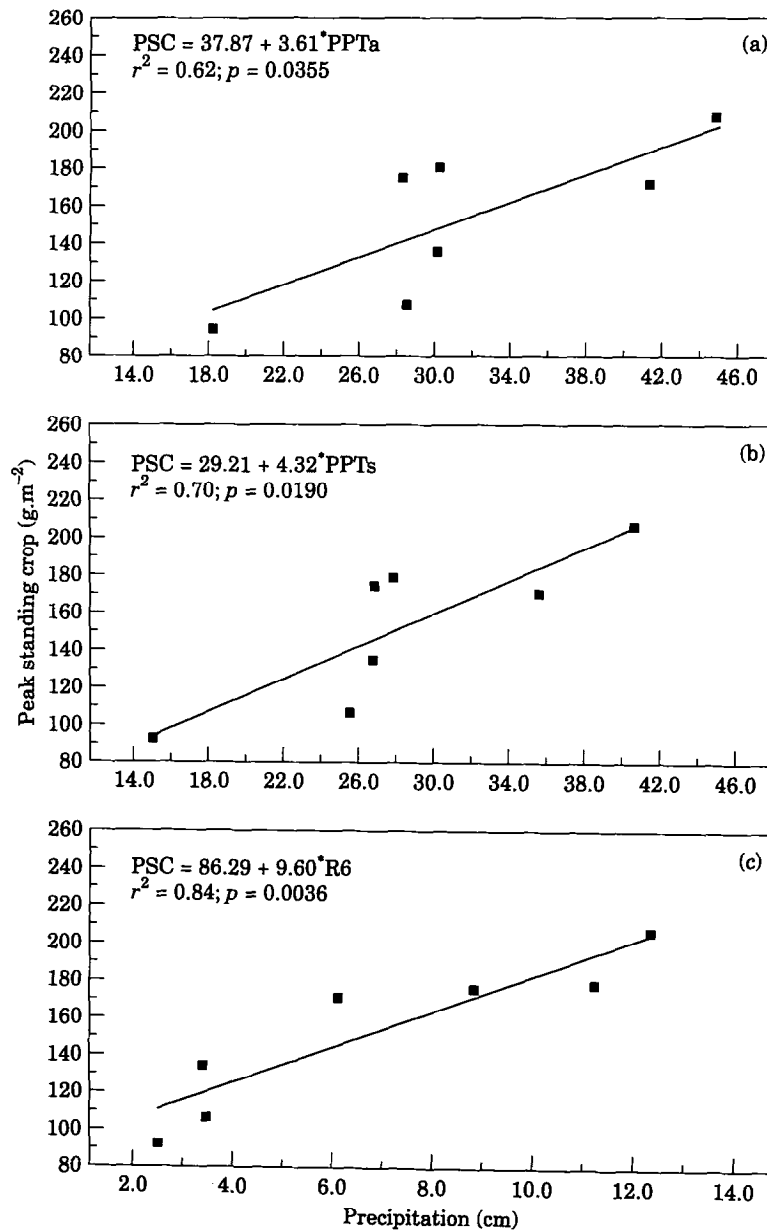 260
240
220
200
180
160
140
120
100
80
PSC = 37.87 + 3.61*PPTa
r² = 0.62; p = 0.0355
(a)
14.0 18.0 22.0 26.0 30.0 34.0 38.0 42.0 46.0
260
240
220
200
180
160
140
120
100
80
PSC = 29.21 + 4.32*PPTs
r² = 0.70; p = 0.0190
(b)
Peak standing crop (g.m⁻²)
14.0 18.0 22.0 26.0 30.0 34.0 38.0 42.0 46.0
260
240
220
200
180
160
140
120
100
80
PSC = 86.29 + 9.60*R6
r² = 0.84; p = 0.0036
(c)
2.0 4.0 6.0 8.0 10.0 12.0 14.0
Precipitation (cm)